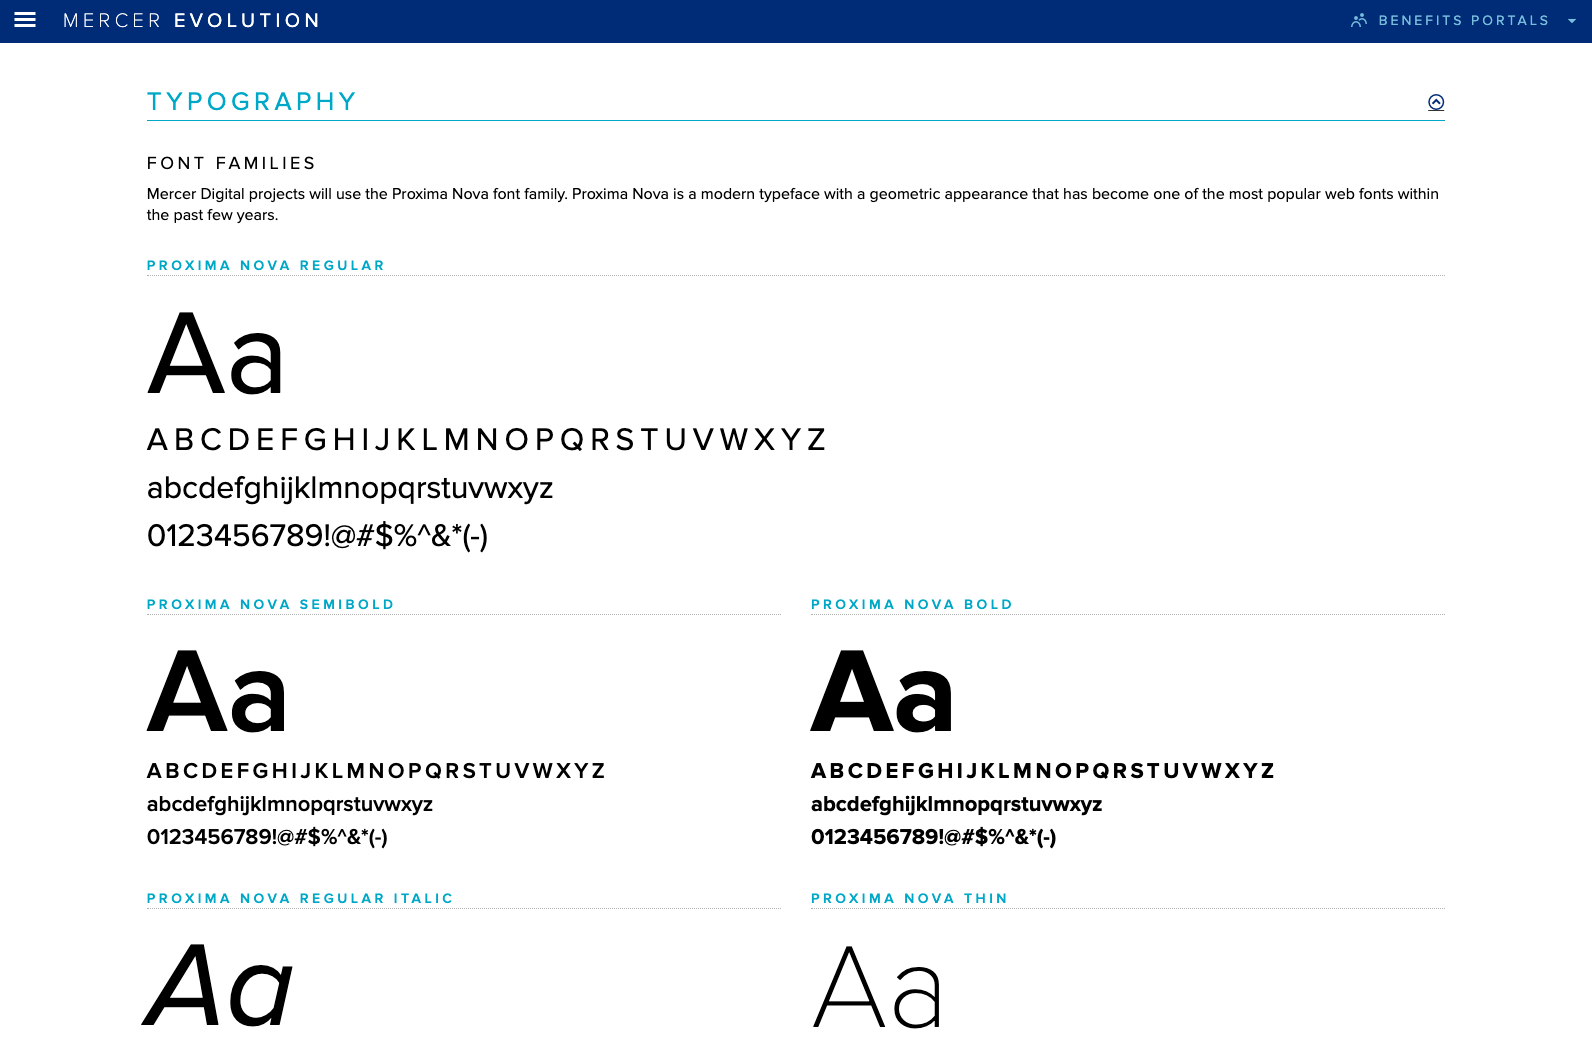 MERCER EVOLUTION
BENEFITS PORTALS
TYPOGRAPHY
FONT FAMILIES
Mercer Digital projects will use the Proxima Nova font family. Proxima Nova is a modern typeface with a geometric appearance that has become one of the most popular web fonts within
the past few years.
PROXIMA NOVA REGULAR
Aa
ABCDEFGHIJKLMNOPQRSTUVWXYZ
abcdefghijklmnopqrstuvwxyz
0123456789!@#$%^&*(-)
PROXIMA NOVA SEMIBOLD
Aa
ABCDEFGHIJKLMNOPQRSTUVWXYZ
abcdefghijklmnopqrstuvwxyz
0123456789!@#$%^&*(-)
PROXIMA NOVA BOLD
Aa
ABCDEFGHIJKLMNOPQRSTUVWXYZ
abcdefghijklmnopqrstuvwxyz
0123456789!@#$%^&*(-)
PROXIMA NOVA REGULAR ITALIC
Aa
PROXIMA NOVA THIN
Aa